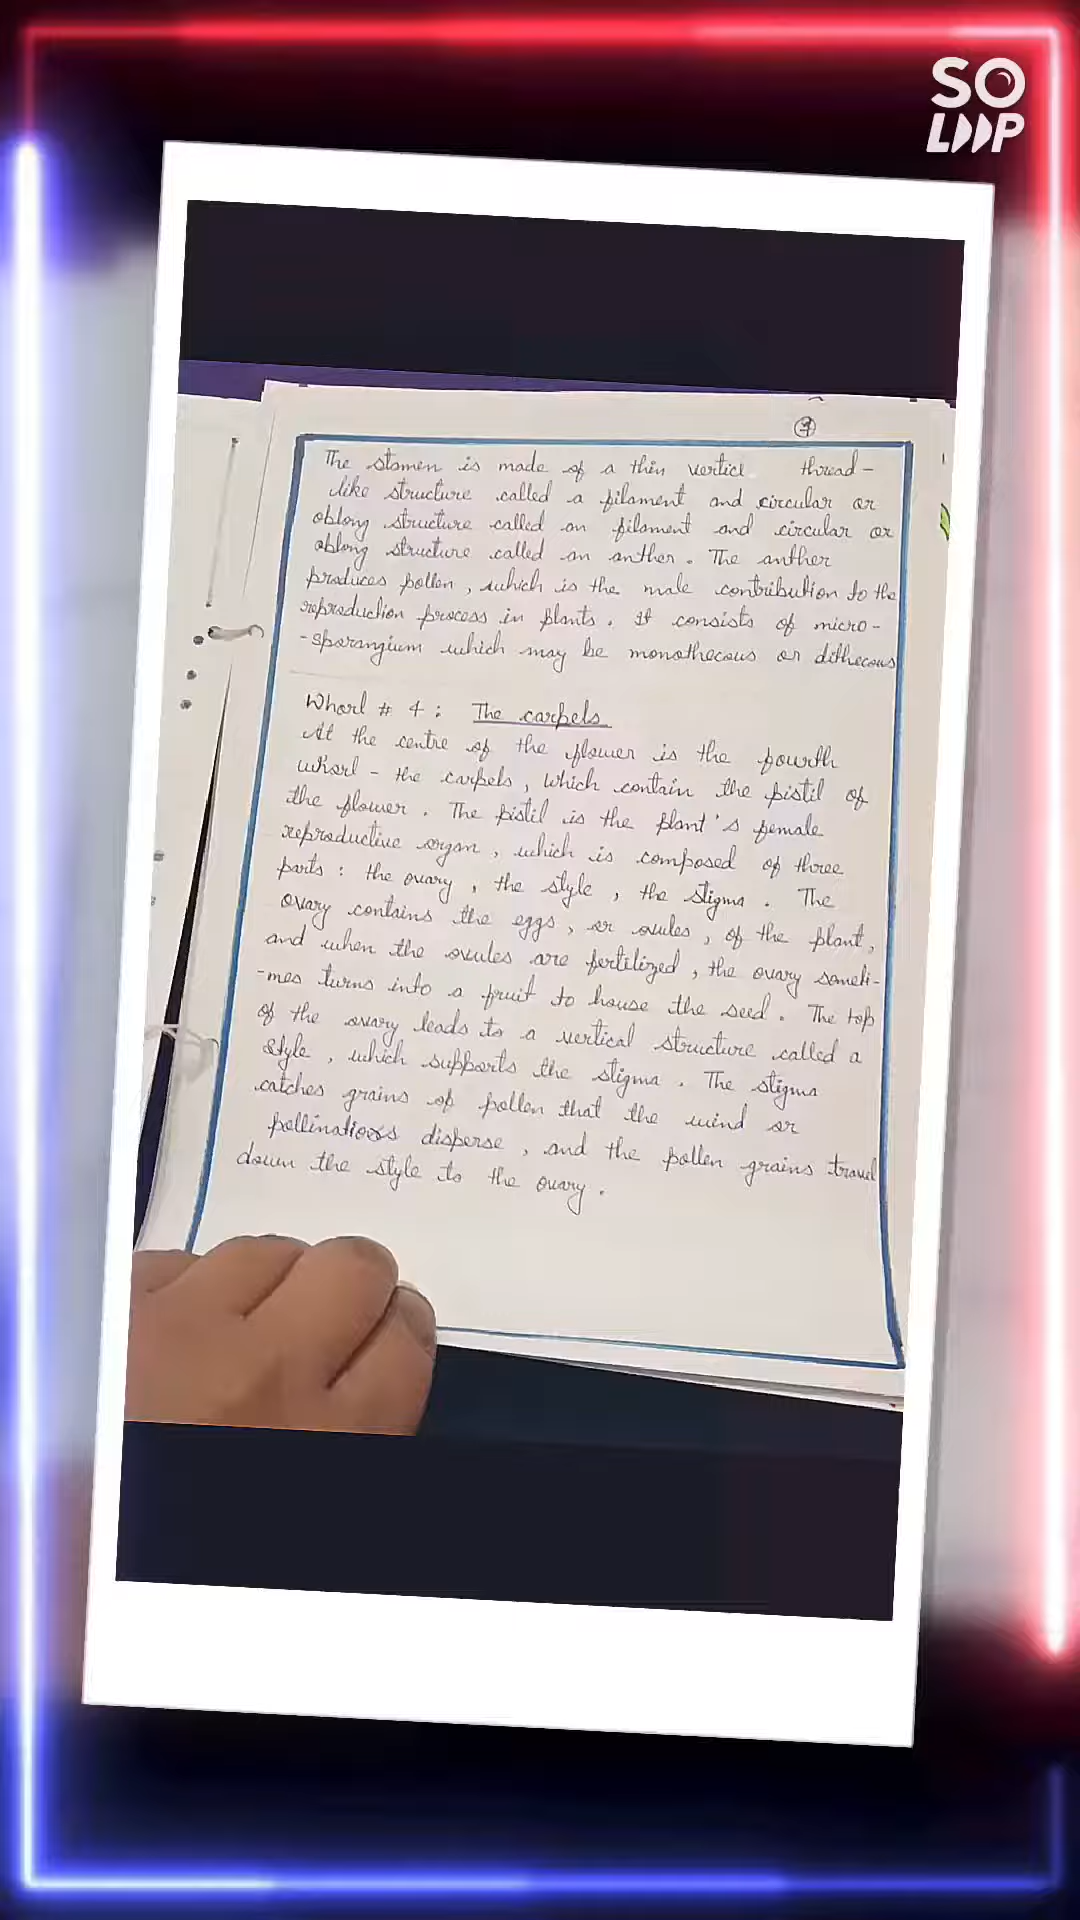 SO
LOOP
7
The stamen is made of a thin vertice thread-
like structure called a filament and circular or
oblong structure called an filament and circular or
oblong structure called an anther. The anther
produces pollen, which is the male contribution to the
reproduction process in plants. It consists of micro-
-sporangium which may be monothecous or dithecous
Whorl # 4: The carpels
At the centre of the flower is the fourth
whorl - the carpels, which contain the pistil of
the flower. The pistil is the plant's female
reproductive organ, which is composed of three
parts: the ovary, the style, the stigma. The
ovary contains the eggs, or ovules, of the plant,
and when the ovules are fertilized, the ovary someti-
-mes turns into a fruit to house the seed. The top
of the ovary leads to a vertical structure called a
style, which supports the stigma. The stigma
catches grains of pollen that the wind or
disperse, and the pollen grains travel
down the style to the ovary.